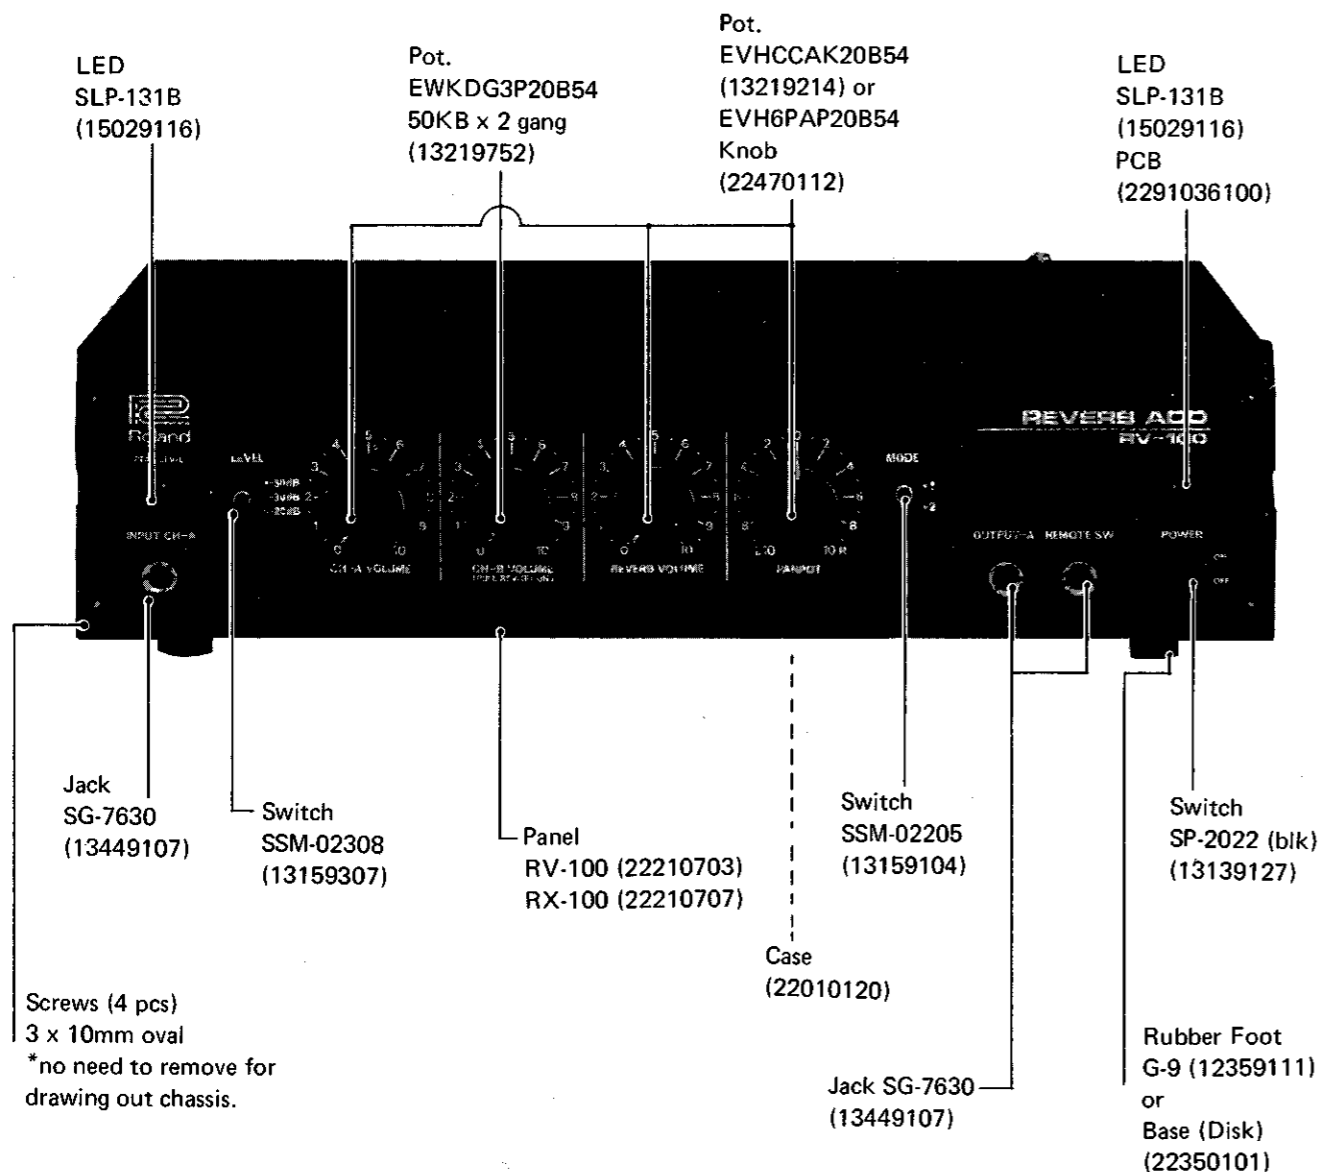 LED
SLP-131B
(15029116)
Pot.
EWKDG3P20B54
50KB x 2 gang
(13219752)
Pot.
EVHCCAK20B54
(13219214) or
EVH6PAP20B54
Knob
(22470112)
LED
SLP-131B
(15029116)
PCB
(2291036100)
Roland
LEVEL
REVERB ADD
RV-100
MODE
INPUT CH-A
CH-A VOLUME
CH-B VOLUME
REVERB VOLUME
PANPOT
OUTPUT-A
REMOTE SW
POWER
ON
OFF
Jack
SG-7630
(13449107)
Switch
SSM-02308
(13159307)
Panel
RV-100 (22210703)
RX-100 (22210707)
Switch
SSM-02205
(13159104)
Switch
SP-2022 (blk)
(13139127)
Case
(22010120)
Screws (4 pcs)
3 x 10mm oval
*no need to remove for
drawing out chassis.
Jack SG-7630
(13449107)
Rubber Foot
G-9 (12359111)
or
Base (Disk)
(22350101)